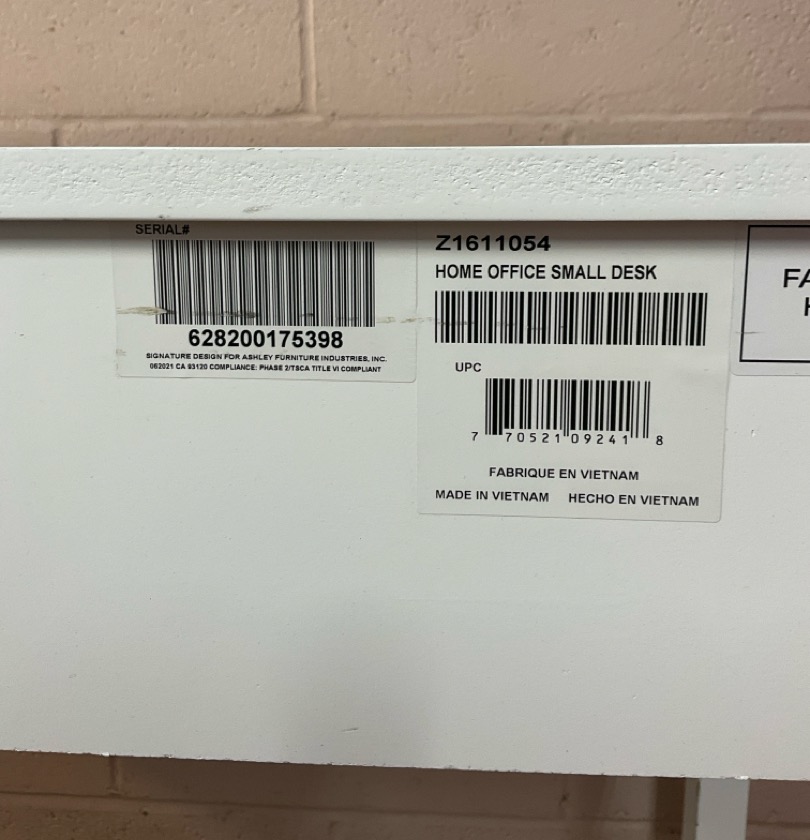 SERIAL#
628200175398
SIGNATURE DESIGN FOR ASHLEY FURNITURE INDUSTRIES, INC.
062021 CA 93120 COMPLIANCE: PHASE 2/TSCA TITLE VI COMPLIANT
Z1611054
HOME OFFICE SMALL DESK
UPC
7 70521 09241 8
FABRIQUE EN VIETNAM
MADE IN VIETNAM HECHO EN VIETNAM
FA